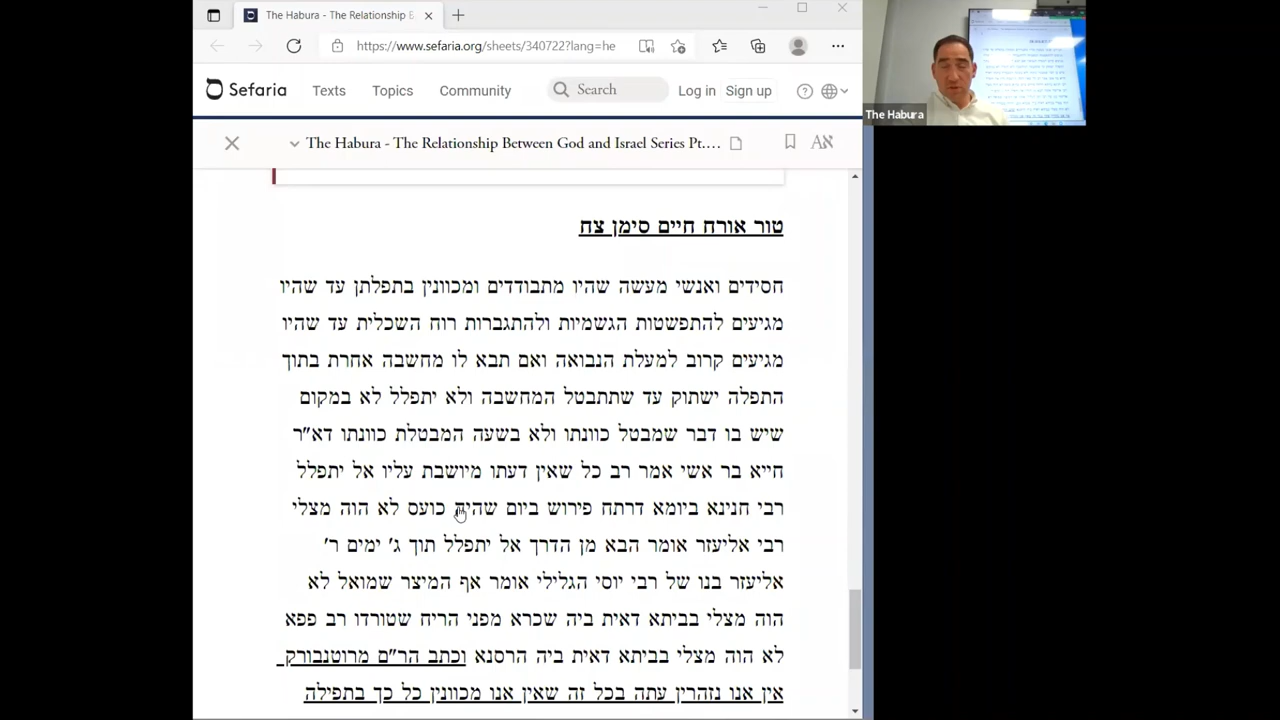 The Habura - The Relationship B
https://www.sefaria.org/sheets/340722?lang=he
Sefaria
Texts Topics Community Search Log in Sign up
The Habura - The Relationship Between God and Israel Series Pt....
The Habura
טור אורח חיים סימן צח
חסידים ואנשי מעשה שהיו מתבודדים ומכוונין בתפלתן עד שהיו
מגיעים להתפשטות הגשמיות ולהתגברות רוח השכלית עד שהיו
מגיעים קרוב למעלת הנבואה ואם תבא לו מחשבה אחרת בתוך
התפלה ישתוק עד שתתבטל המחשבה ולא יתפלל לא במקום
שיש בו דבר שמבטל כוונתו ולא בשעה המבטלת כוונתו דא"ר
חייא בר אשי אמר רב כל שאין דעתו מיושבת עליו אל יתפלל
רבי חנינא ביומא דרתח פירוש ביום שהיה כועס לא הוה מצלי
רבי אליעזר אומר הבא מן הדרך אל יתפלל תוך ג' ימים ר'
אליעזר בנו של רבי יוסי הגלילי אומר אף המיצר שמואל לא
הוה מצלי בביתא דאית ביה שכרא מפני הריח שטורדו רב פפא
לא הוה מצלי בביתא דאית ביה הרסנא וכתב הר"ם מרוטנבורק
אין אנו נזהרין עתה בכל זה שאין אנו מכוונין כל כך בתפילה